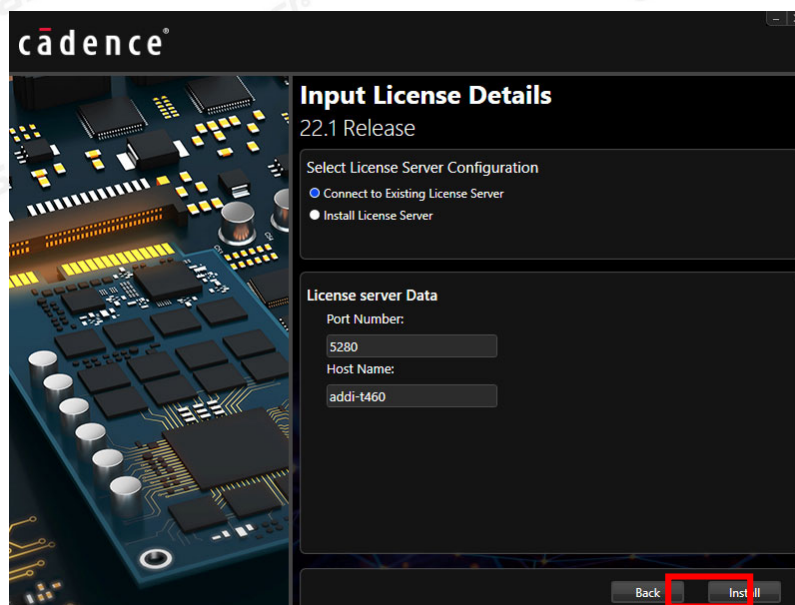 cādence®
Input License Details
22.1 Release
Select License Server Configuration
Connect to Existing License Server
Install License Server
License server Data
Port Number:
5280
Host Name:
addi-t460
Back Install